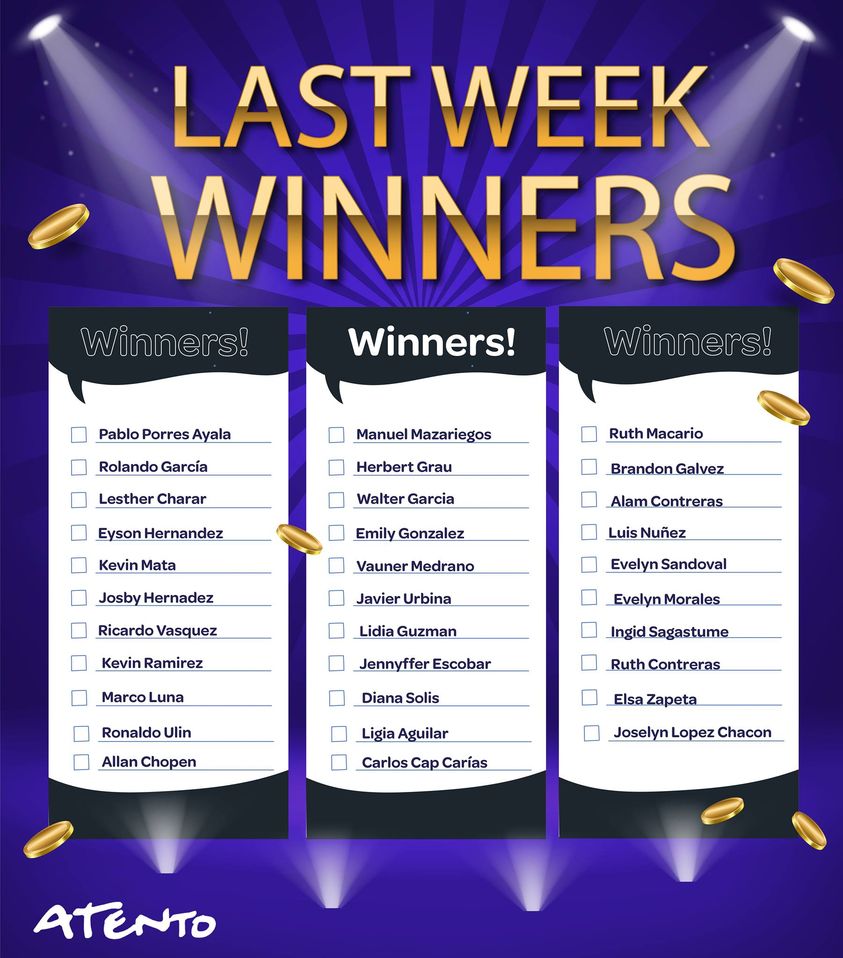 LAST WEEK
WINNERS
Winners!
Pablo Porres Ayala
Rolando García
Lesther Charar
Eyson Hernandez
Kevin Mata
Josby Hernadez
Ricardo Vasquez
Kevin Ramirez
Marco Luna
Ronaldo Ulin
Allan Chopen
Winners!
Manuel Mazariegos
Herbert Grau
Walter Garcia
Emily Gonzalez
Vauner Medrano
Javier Urbina
Lidia Guzman
Jennyffer Escobar
Diana Solis
Ligia Aguilar
Carlos Cap Carías
Winners!
Ruth Macario
Brandon Galvez
Alam Contreras
Luis Nuñez
Evelyn Sandoval
Evelyn Morales
Ingid Sagastume
Ruth Contreras
Elsa Zapeta
Joselyn Lopez Chacon
ATENTO